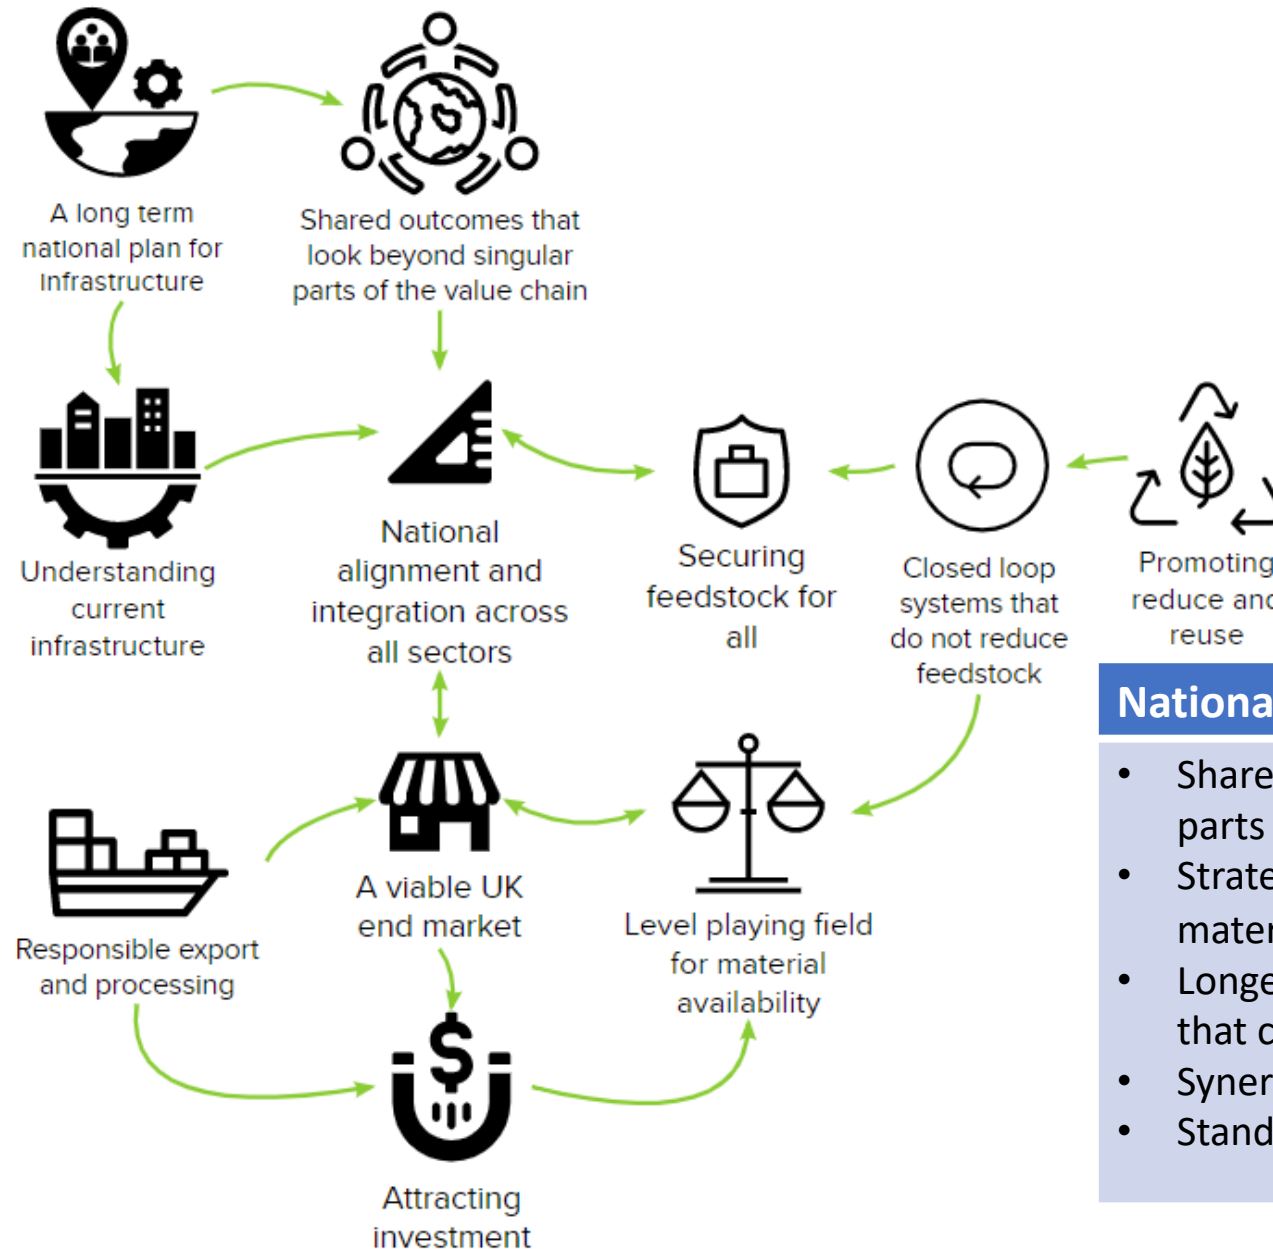 A long term
national plan for
infrastructure
Shared outcomes that
look beyond singular
parts of the value chain
Understanding
current
infrastructure
National
alignment and
integration across
all sectors
Securing
feedstock for
all
Closed loop
systems that
do not reduce
feedstock
Promoting
reduce and
reuse
Responsible export
and processing
A viable UK
end market
Level playing field
for material
availability
$
Attracting
investment
Nationa
• Share
parts
• Strate
mater
• Longe
that c
• Syner
• Stand